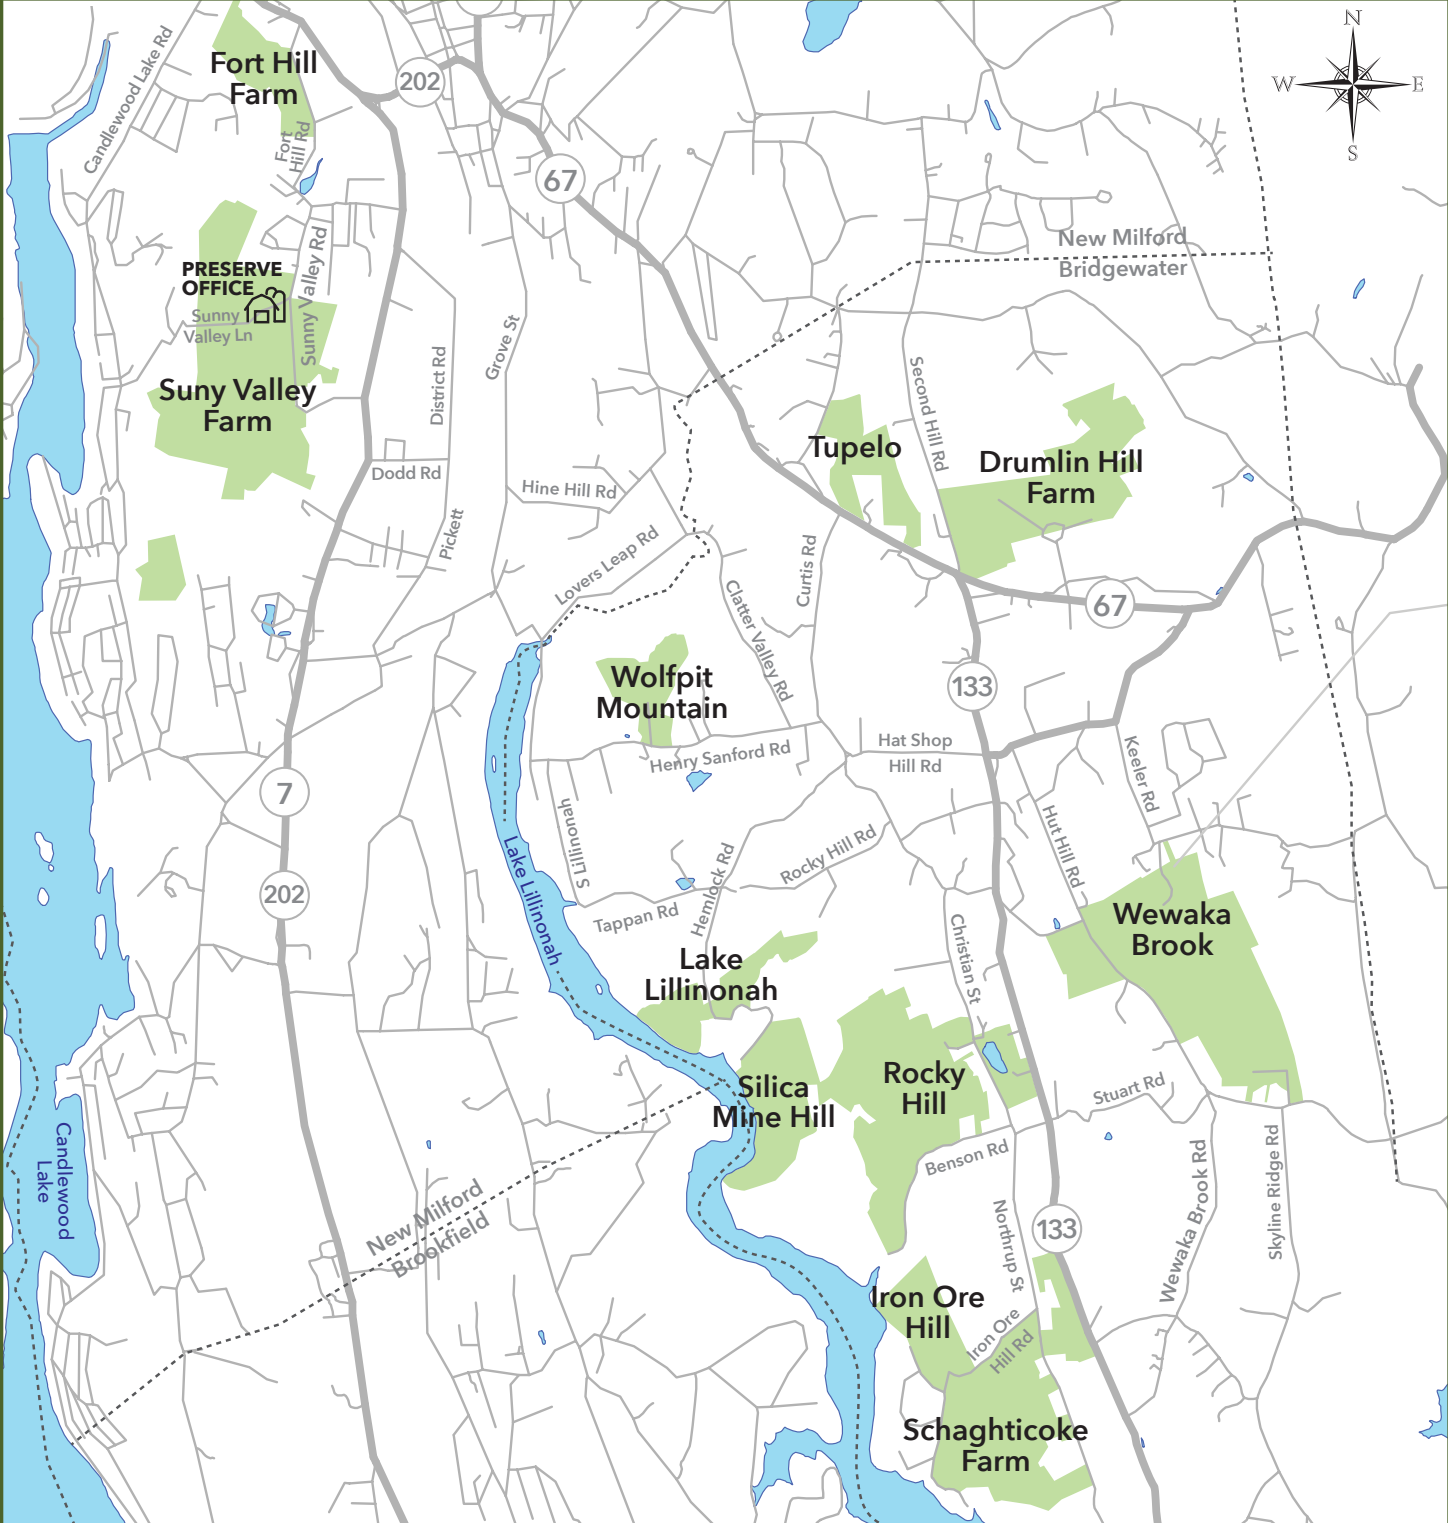 N
W
E
S
Candlewood Lake Rd
Fort Hill
Farm
202
Fort
Hill Rd
67
New Milford
Bridgewater
PRESERVE
OFFICE
Sunny
Valley Ln
Sunny Valley Rd
Suny Valley
Farm
District Rd
Grove St
Second Hill Rd
Tupelo
Drumlin Hill
Farm
Dodd Rd
Hine Hill Rd
Pickett
Lovers Leap Rd
Curtis Rd
Clatter Valley Rd
67
Wolfpit
Mountain
133
Henry Sanford Rd
Hat Shop
Hill Rd
Keeler Rd
7
S Lillinonah
Hut Hill Rd
Lake Lillinonah
Hemlock Rd
Rocky Hill Rd
202
Tappan Rd
Christian St
Wewaka
Brook
Lake
Lillinonah
Silica
Mine Hill
Rocky
Hill
Stuart Rd
Benson Rd
Candlewood
Lake
New Milford
Brookfield
Northrup St
133
Wewaka Brook Rd
Skyline Ridge Rd
Iron Ore
Hill
Iron Ore
Hill Rd
Schaghticoke
Farm